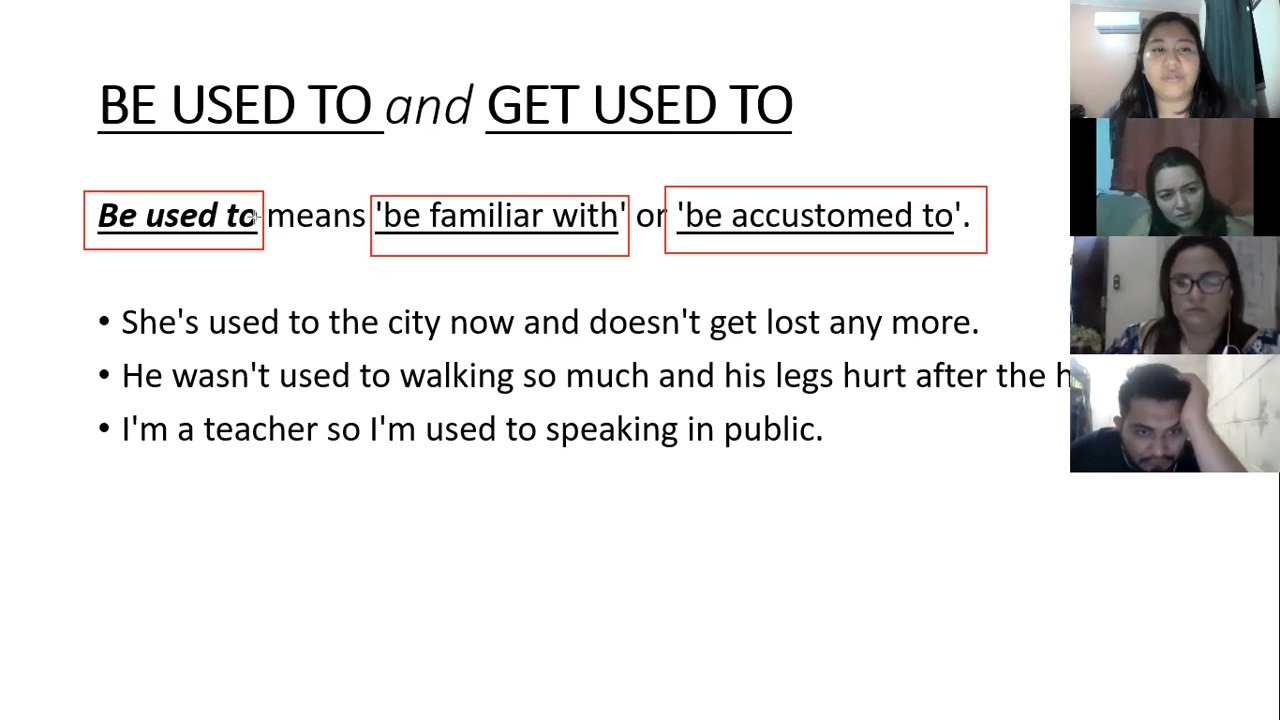 BE USED TO and GET USED TO
Be used to means 'be familiar with' or 'be accustomed to'.
• She's used to the city now and doesn't get lost any more.
• He wasn't used to walking so much and his legs hurt after the
• I'm a teacher so I'm used to speaking in public.